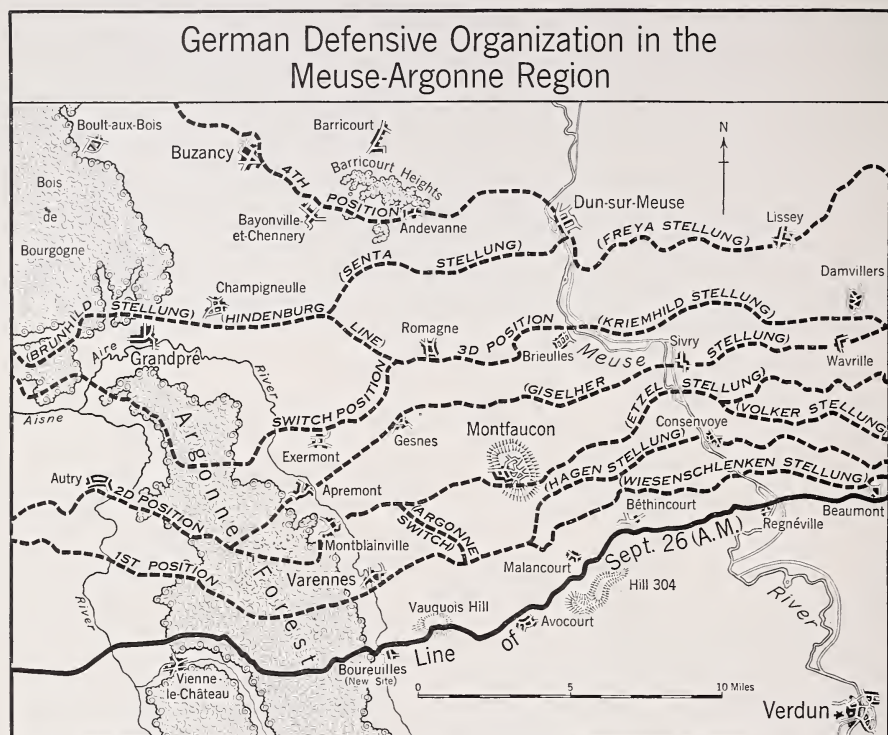 German Defensive Organization in the
Meuse-Argonne Region
Boult-aux-Bois
Buzancy
Barricourt
Barricourt Heights
N
Bois
de
Bourgogne
4TH
POSITION
Bayonville-
et-Chennery
Andevanne
Dun-sur-Meuse
(FREYA STELLUNG)
Lissey
(SENTA STELLUNG)
Damvillers
Champigneulle
(BRUNHILD STELLUNG)
(HINDENBURG
LINE)
Romagne
3D POSITION
(KRIEMHILD STELLUNG)
Aire
River
Grandpré
Brieulles
Meuse
Sivry
Wavrille
(GISELHER STELLUNG)
Aisne
SWITCH POSITION
(ETZEL STELLUNG)
(VOLKER STELLUNG)
Exermont
Gesnes
Montfaucon
Consenvoye
(HAGEN STELLUNG)
(WIESENSCHLENKEN STELLUNG)
Autry
2D POSITION
Argonne
Forest
Apremont
(ARGONNE
SWITCH)
Béthincourt
Regnéville
Beaumont
Montblainville
1ST POSITION
Varennes
Malancourt
Hill 304
River
River
Vauquois Hill
Avocourt
Line of Sept. 26 (A.M.)
Vienne-
le-Château
Boureuilles
(New Site)
0 5 10 Miles
Verdun